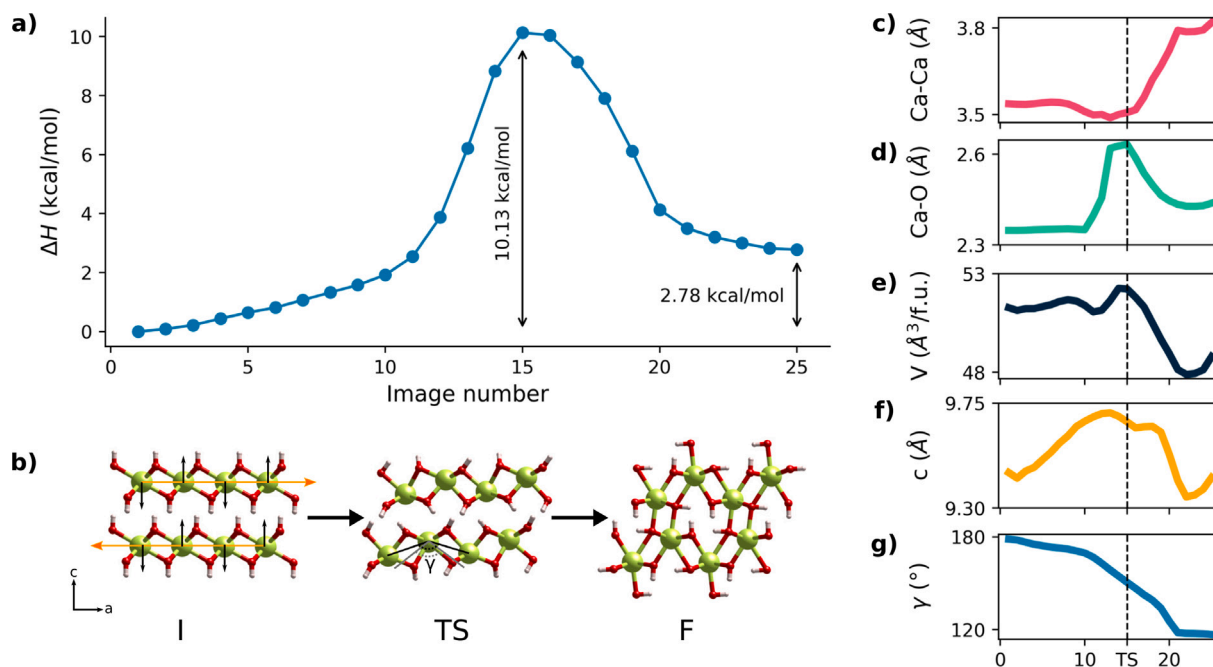 a)
ΔH (kcal/mol)
10
8
6
4
2
0
10.13 kcal/mol
2.78 kcal/mol
0 5 10 15 20 25
Image number
b)
γ
c
a
I TS F
c)
Ca-Ca (Å)
3.8
3.5
d)
Ca-O (Å)
2.6
2.3
e)
V (Å³/f.u.)
53
48
f)
c (Å)
9.75
9.30
g)
γ (°)
180
120
0 10 TS 20